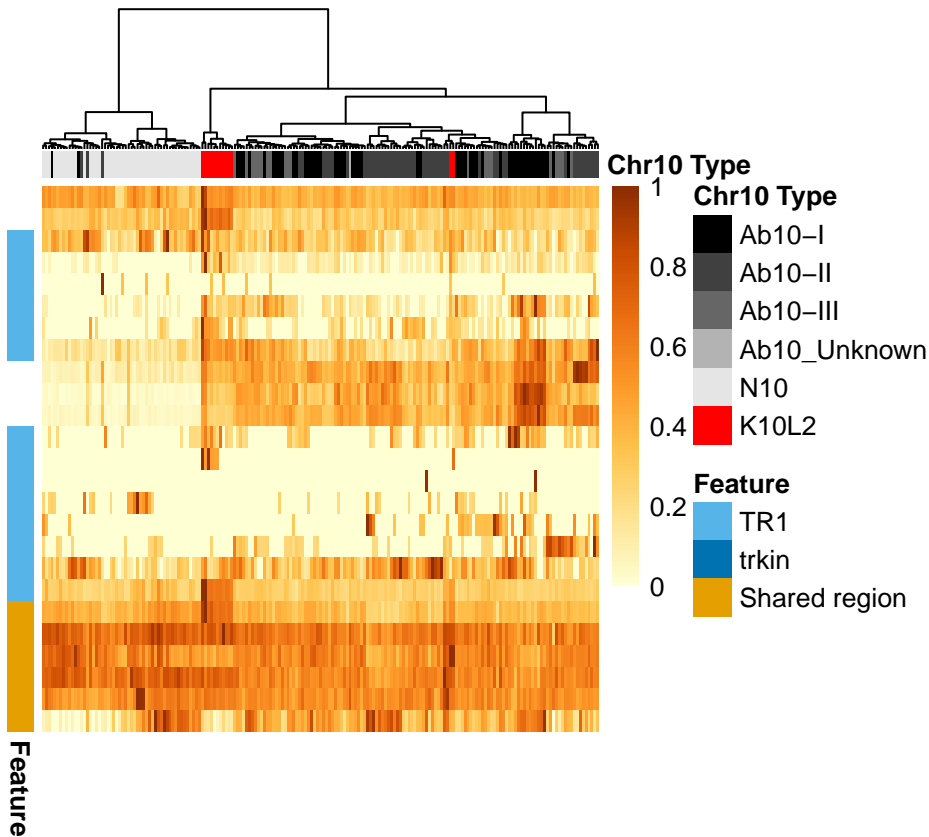 Chr10 Type
1
0.8
0.6
0.4
0.2
0
Chr10 Type
Ab10−I
Ab10−II
Ab10−III
Ab10_Unknown
N10
K10L2
Feature
TR1
trkin
Shared region
Feature